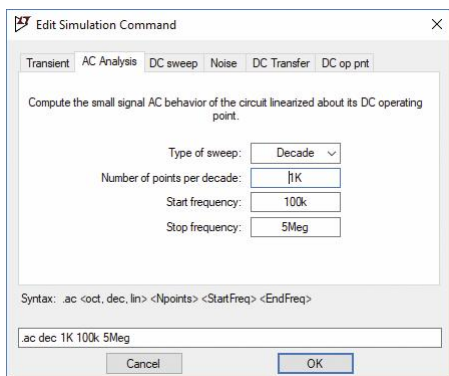 Edit Simulation Command
Transient AC Analysis DC sweep Noise DC Transfer DC op pnt
Compute the small signal AC behavior of the circuit linearized about its DC operating
point.
Type of sweep: Decade
Number of points per decade: 1K
Start frequency: 100k
Stop frequency: 5Meg
Syntax: .ac <oct, dec, lin> <Npoints> <StartFreq> <EndFreq>
.ac dec 1K 100k 5Meg
Cancel OK